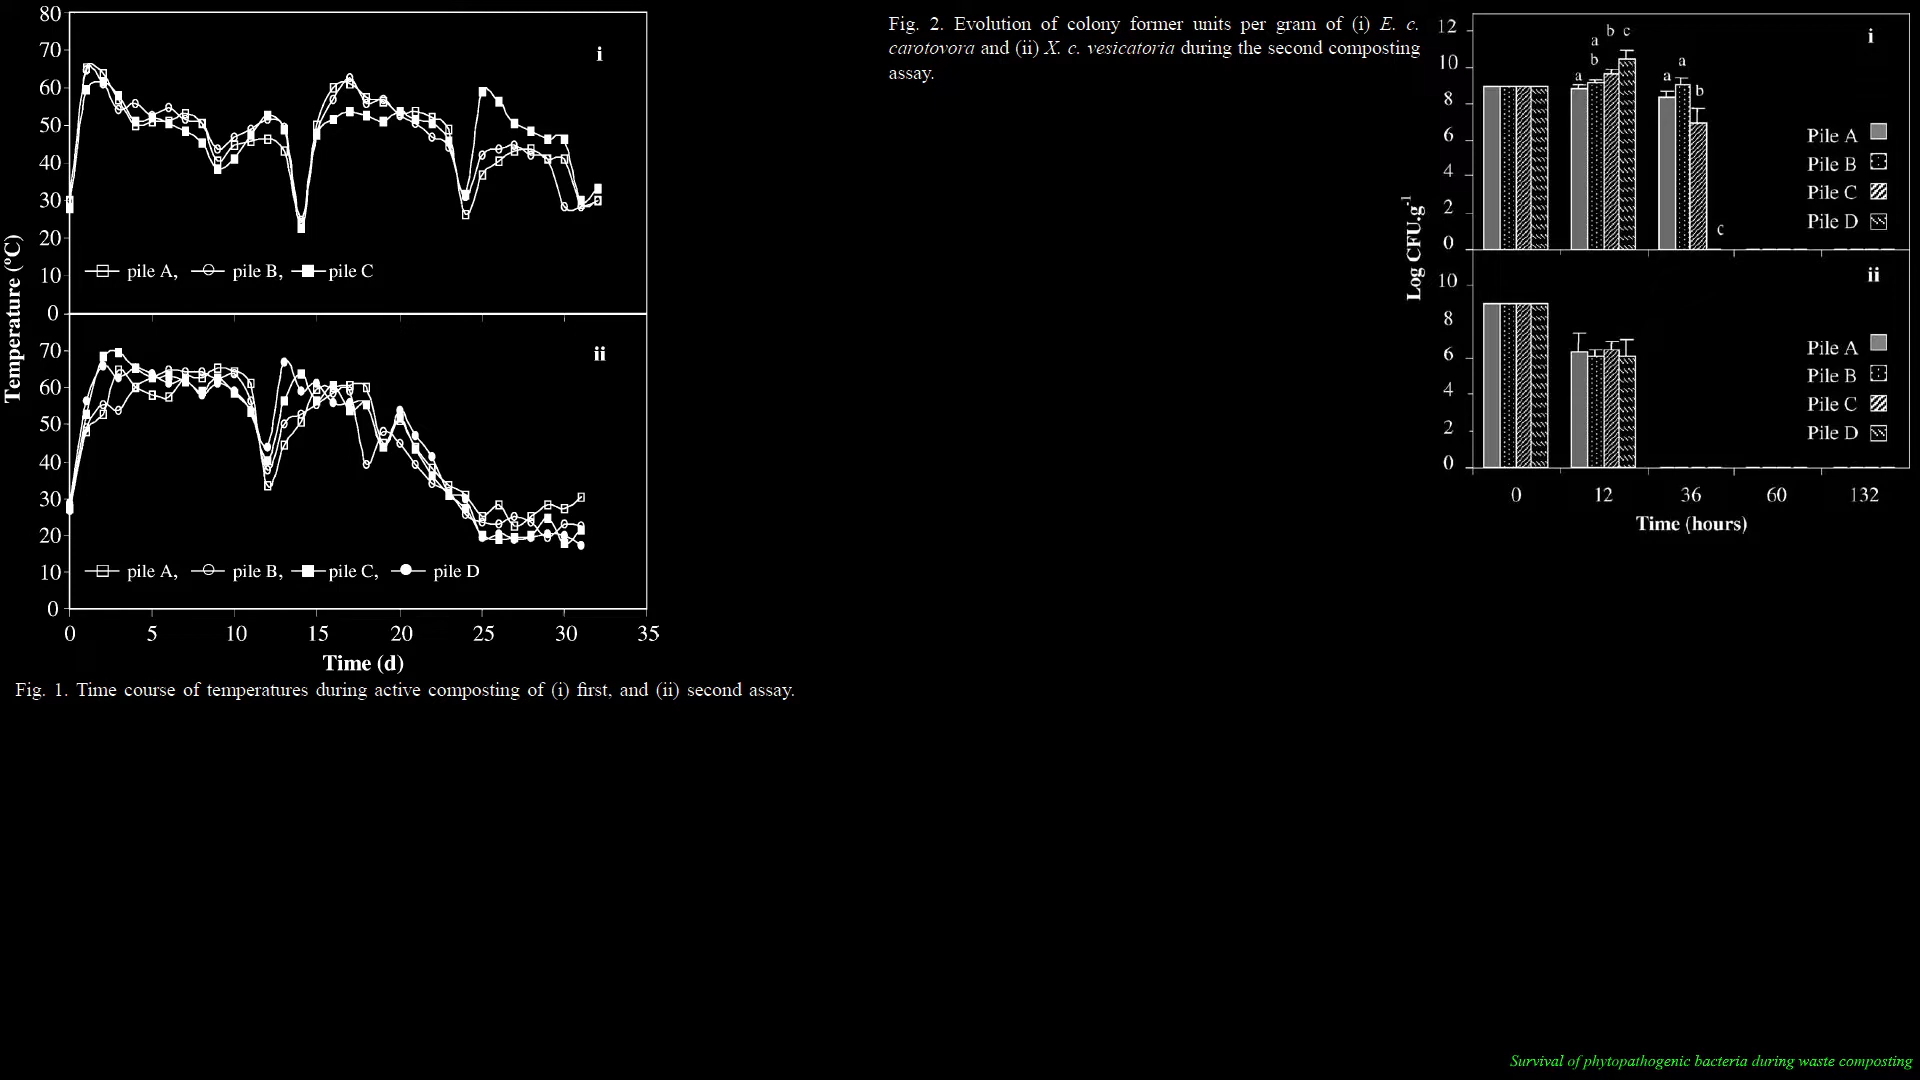 80
70
60
50
40
30
20
10
0
i
pile A, pile B, pile C
Temperature (ºC)
70
60
50
40
30
20
10
0
ii
pile A, pile B, pile C, pile D
0 5 10 15 20 25 30 35
Time (d)
Fig. 1. Time course of temperatures during active composting of (i) first, and (ii) second assay.
Fig. 2. Evolution of colony former units per gram of (i) E. c.
carotovora and (ii) X. c. vesicatoria during the second composting
assay.
12
10
8
6
4
2
0
i
a
a
b
b
c
a
a
b
c
Pile A
Pile B
Pile C
Pile D
Log CFU.g-1
10
8
6
4
2
0
ii
Pile A
Pile B
Pile C
Pile D
0 12 36 60 132
Time (hours)
Survival of phytopathogenic bacteria during waste composting